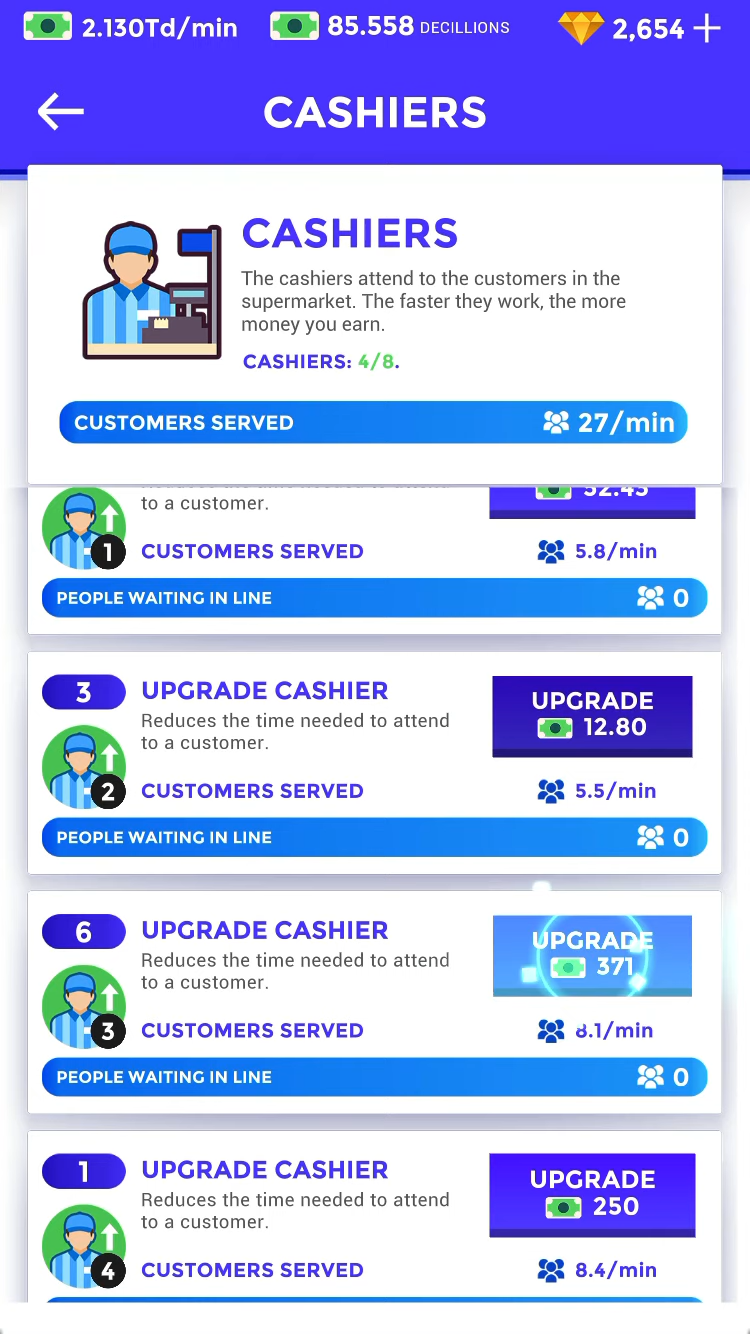 2.130Td/min
85.558 DECILLIONS
2,654
CASHIERS
CASHIERS
The cashiers attend to the customers in the
supermarket. The faster they work, the more
money you earn.
CASHIERS: 4/8.
CUSTOMERS SERVED 27/min
to a customer.
1
CUSTOMERS SERVED 5.8/min
PEOPLE WAITING IN LINE 0
3 UPGRADE CASHIER
Reduces the time needed to attend
to a customer.
UPGRADE
12.80
2
CUSTOMERS SERVED 5.5/min
PEOPLE WAITING IN LINE 0
6 UPGRADE CASHIER
Reduces the time needed to attend
to a customer.
UPGRADE
371
3
CUSTOMERS SERVED 8.1/min
PEOPLE WAITING IN LINE 0
1 UPGRADE CASHIER
Reduces the time needed to attend
to a customer.
UPGRADE
250
4
CUSTOMERS SERVED 8.4/min